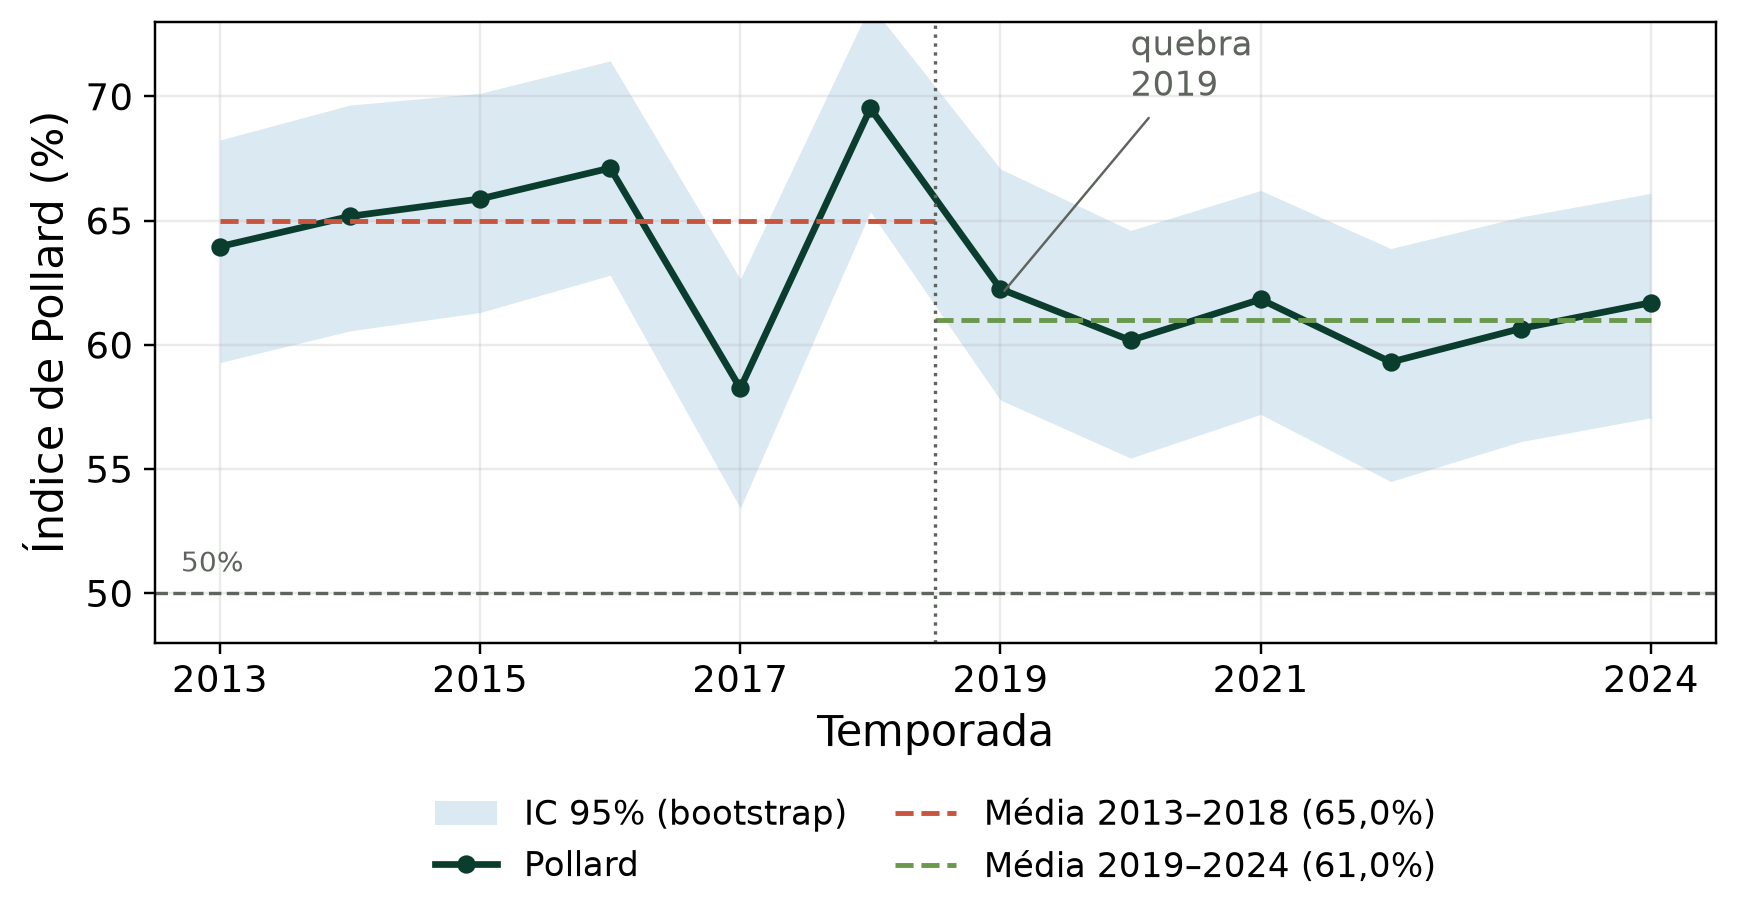 quebra
2019
70
65
60
55
50
50%
Índice de Pollard (%)
2013 2015 2017 2019 2021 2024
Temporada
IC 95% (bootstrap)
Pollard
Média 2013–2018 (65,0%)
Média 2019–2024 (61,0%)